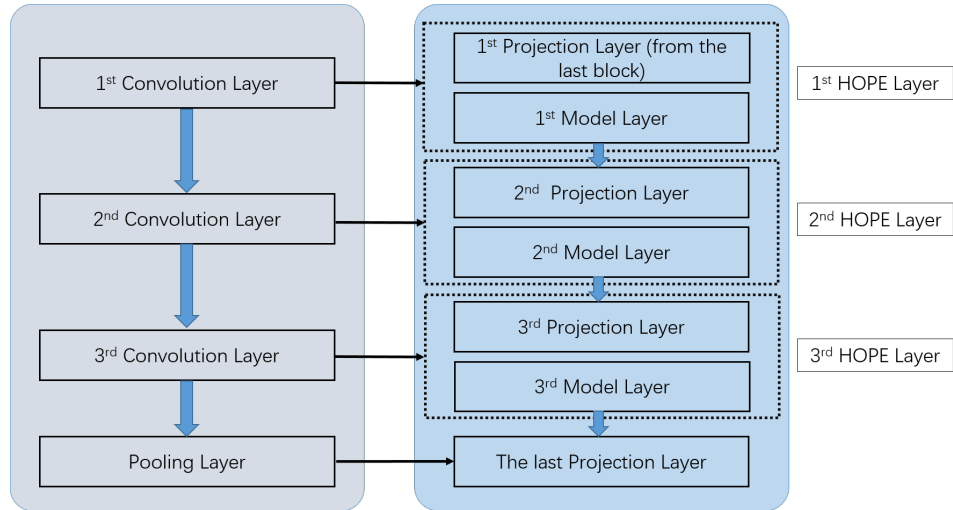 1st Convolution Layer
2nd Convolution Layer
3rd Convolution Layer
Pooling Layer
1st Projection Layer (from the
last block)
1st Model Layer
2nd Projection Layer
2nd Model Layer
3rd Projection Layer
3rd Model Layer
The last Projection Layer
1st HOPE Layer
2nd HOPE Layer
3rd HOPE Layer